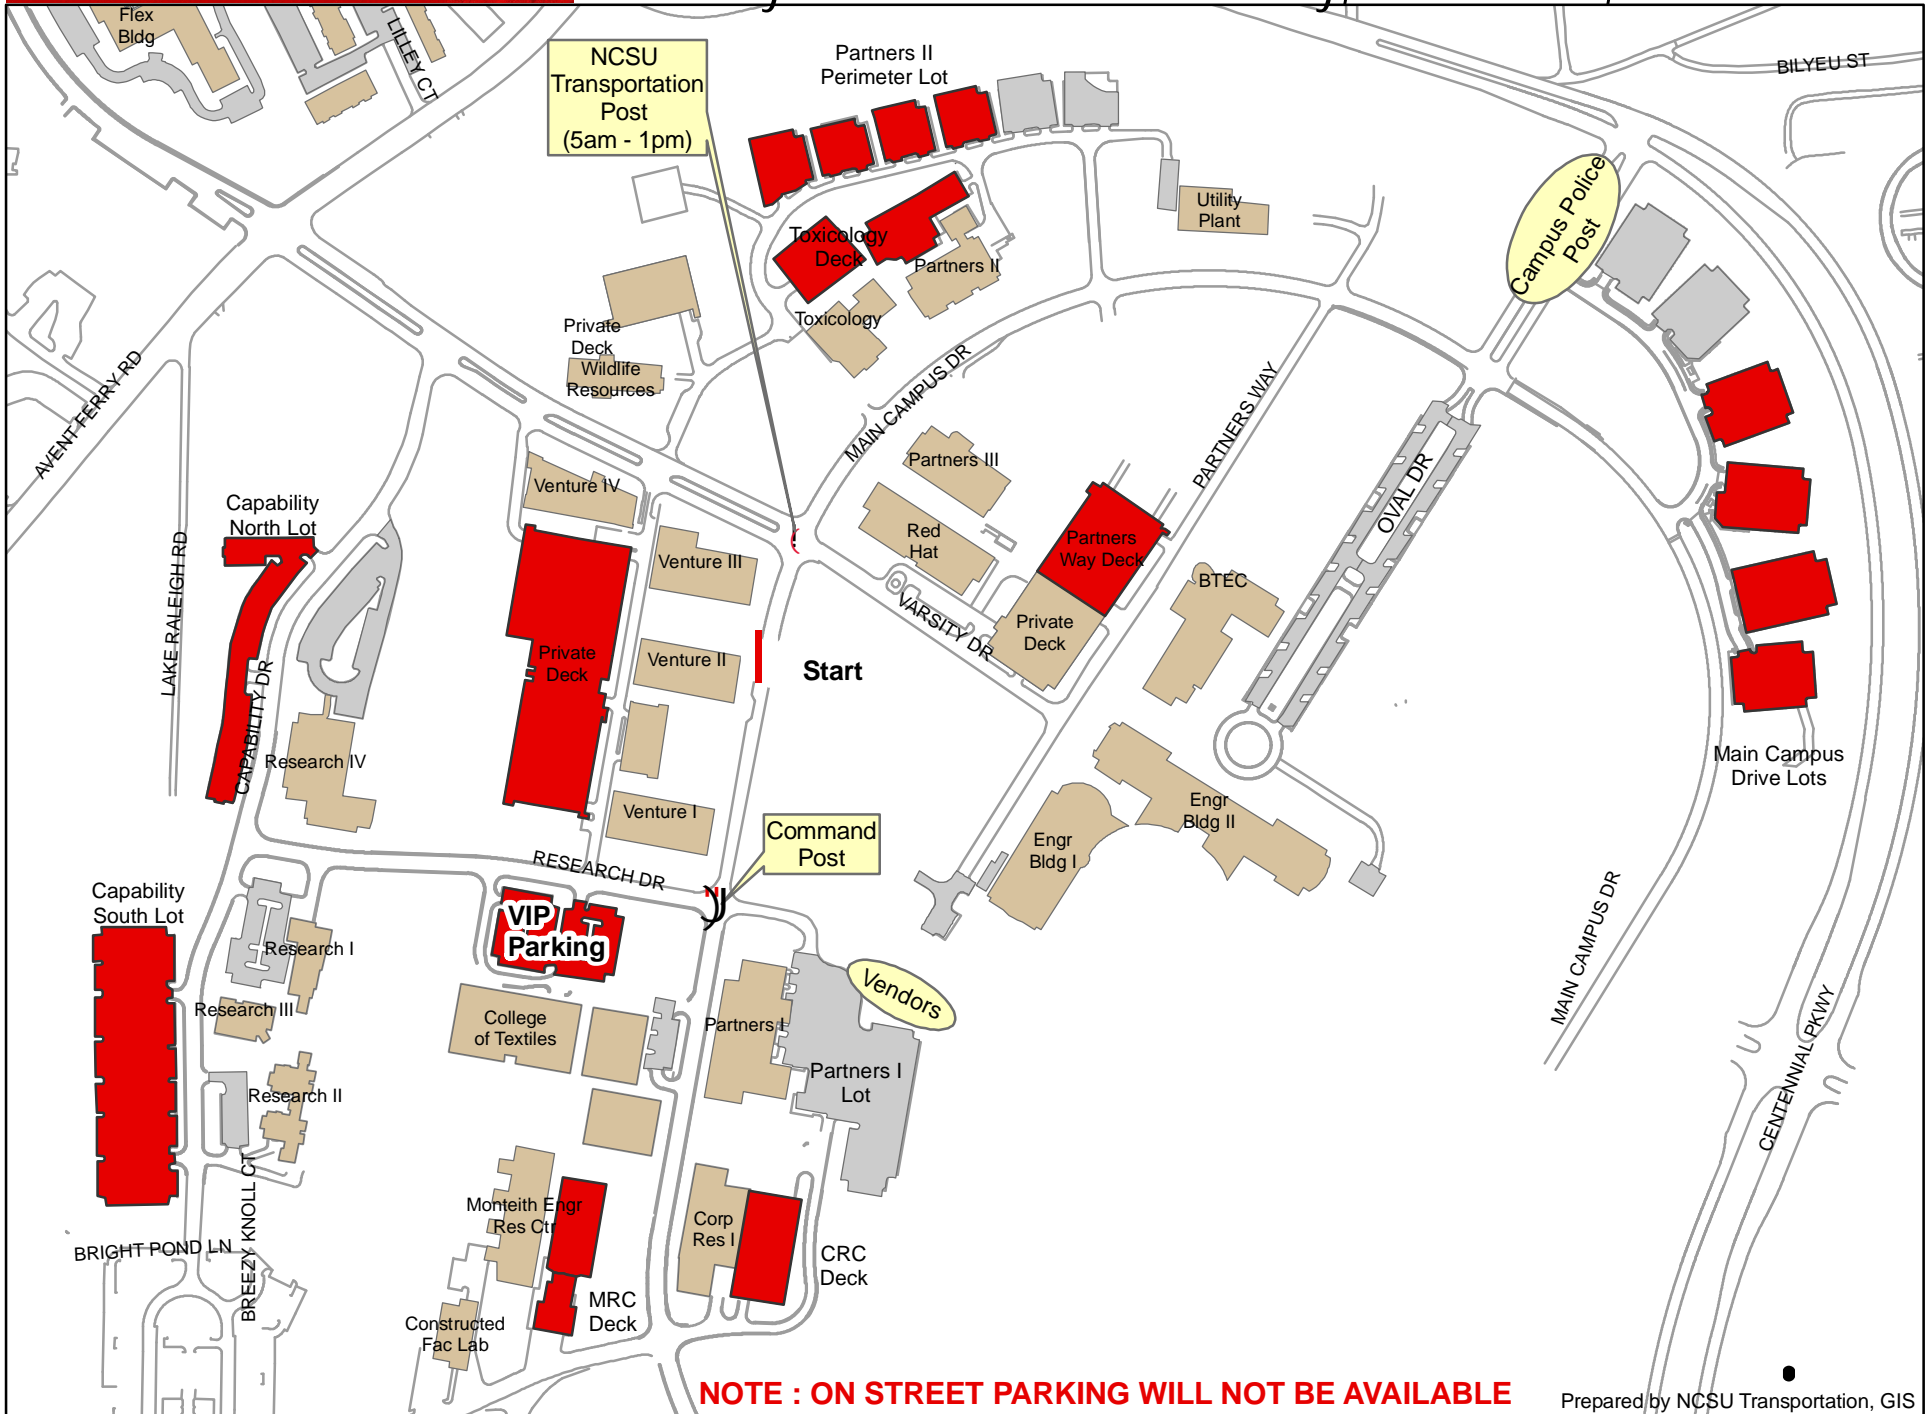 Flex
Bldg
LILLEY CT
NCSU
Transportation
Post
(5am - 1pm)
Partners II
Perimeter Lot
BILYEU ST
Campus Police
Post
Utility
Plant
Toxicology
Deck
Partners II
Toxicology
Private
Deck
Wildlife
Resources
AVENT FERRY RD
MAIN CAMPUS DR
PARTNERS WAY
Partners III
Venture IV
OVAL DR
Capability
North Lot
Red
Hat
Partners
Way Deck
Venture III
LAKE RALEIGH RD
BTEC
VARSITY DR
Private
Deck
Private
Deck
Venture II
Start
CAPABILITY DR
Research IV
Main Campus
Drive Lots
Venture I
Engr
Bldg II
Command
Post
Engr
Bldg I
RESEARCH DR
Capability
South Lot
VIP
Parking
MAIN CAMPUS DR
Research I
Vendors
Research III
College
of Textiles
Partners I
CENTENNIAL PKWY
Partners I
Lot
Research II
Monteith Engr
Res Ctr
Corp
Res I
BRIGHT POND LN
BREEZY KNOLL CT
CRC
Deck
MRC
Deck
Constructed
Fac Lab
NOTE : ON STREET PARKING WILL NOT BE AVAILABLE
Prepared by NCSU Transportation, GIS